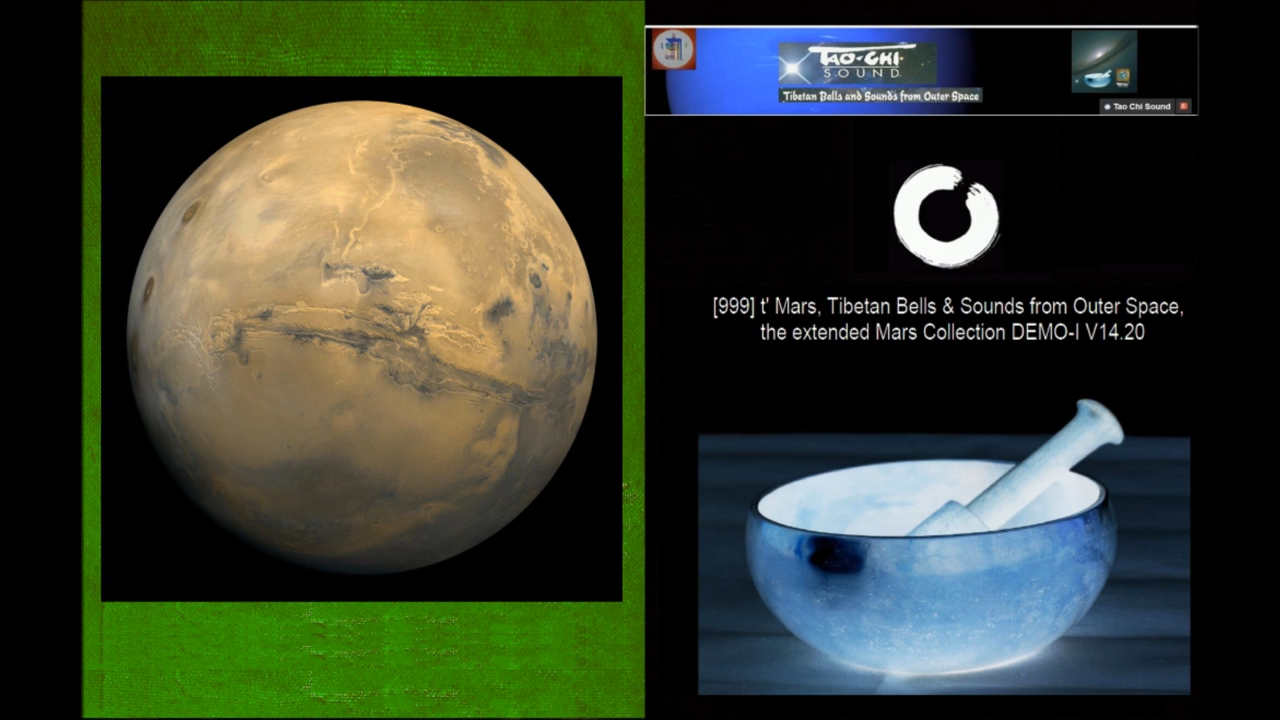 TAO-CHI
SOUND
Tibetan Bells and Sounds from Outer Space
Tao Chi Sound
[999] t' Mars, Tibetan Bells & Sounds from Outer Space,
the extended Mars Collection DEMO-I V14.20